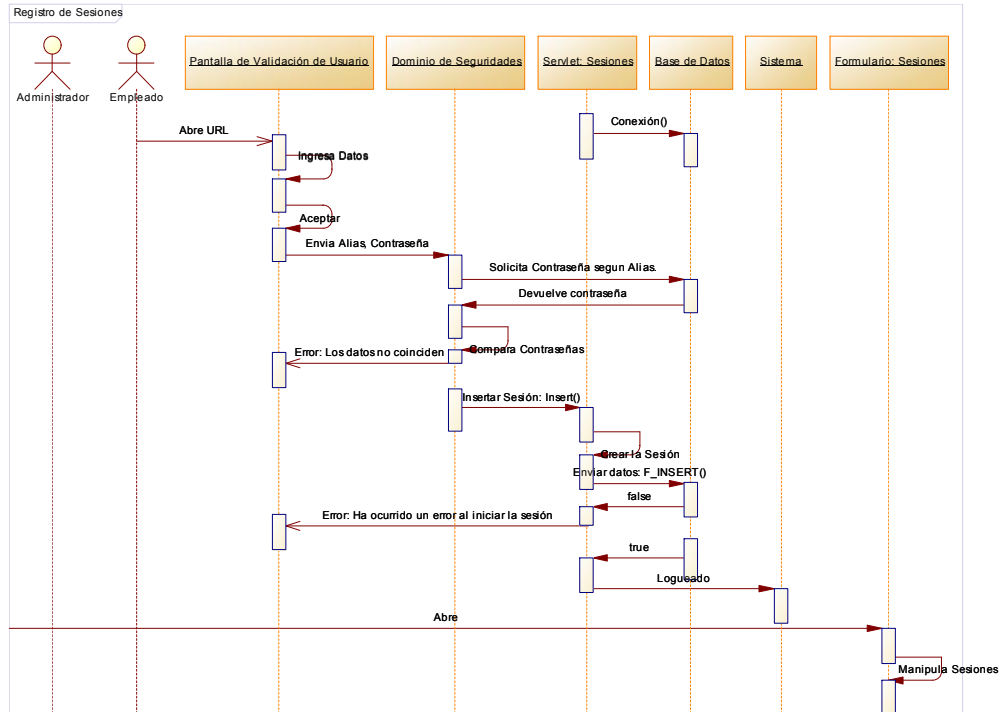 Registro de Sesiones
Administrador
Empleado
Pantalla de Validación de Usuario
Dominio de Seguridades
Servlet: Sesiones
Base de Datos
Sistema
Formulario: Sesiones
Conexión()
Abre URL
Ingresa Datos
Aceptar
Envia Alias, Contraseña
Solicita Contraseña segun Alias.
Devuelve contraseña
Compara Contraseñas
Error: Los datos no coinciden
Insertar Sesión: Insert()
Crear la Sesión
Enviar datos: F_INSERT()
false
Error: Ha ocurrido un error al iniciar la sesión
true
Logueado
Abre
Manipula Sesiones